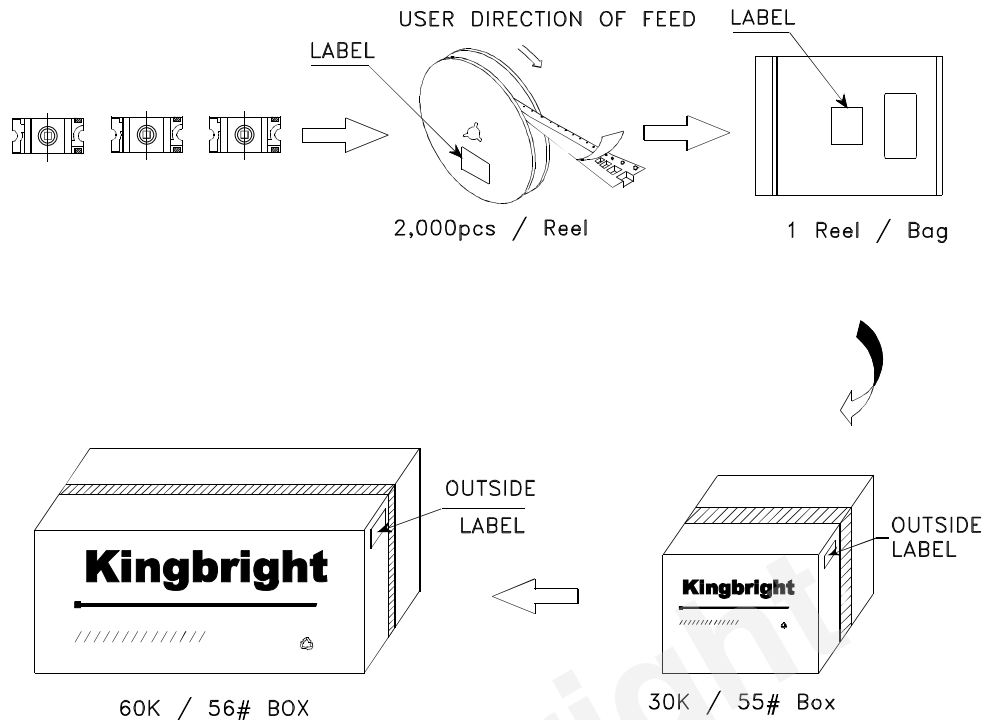 USER DIRECTION OF FEED
LABEL
LABEL
2,000pcs / Reel
1 Reel / Bag
OUTSIDE
LABEL
OUTSIDE
LABEL
Kingbright
Kingbright
60K / 56# BOX
30K / 55# Box